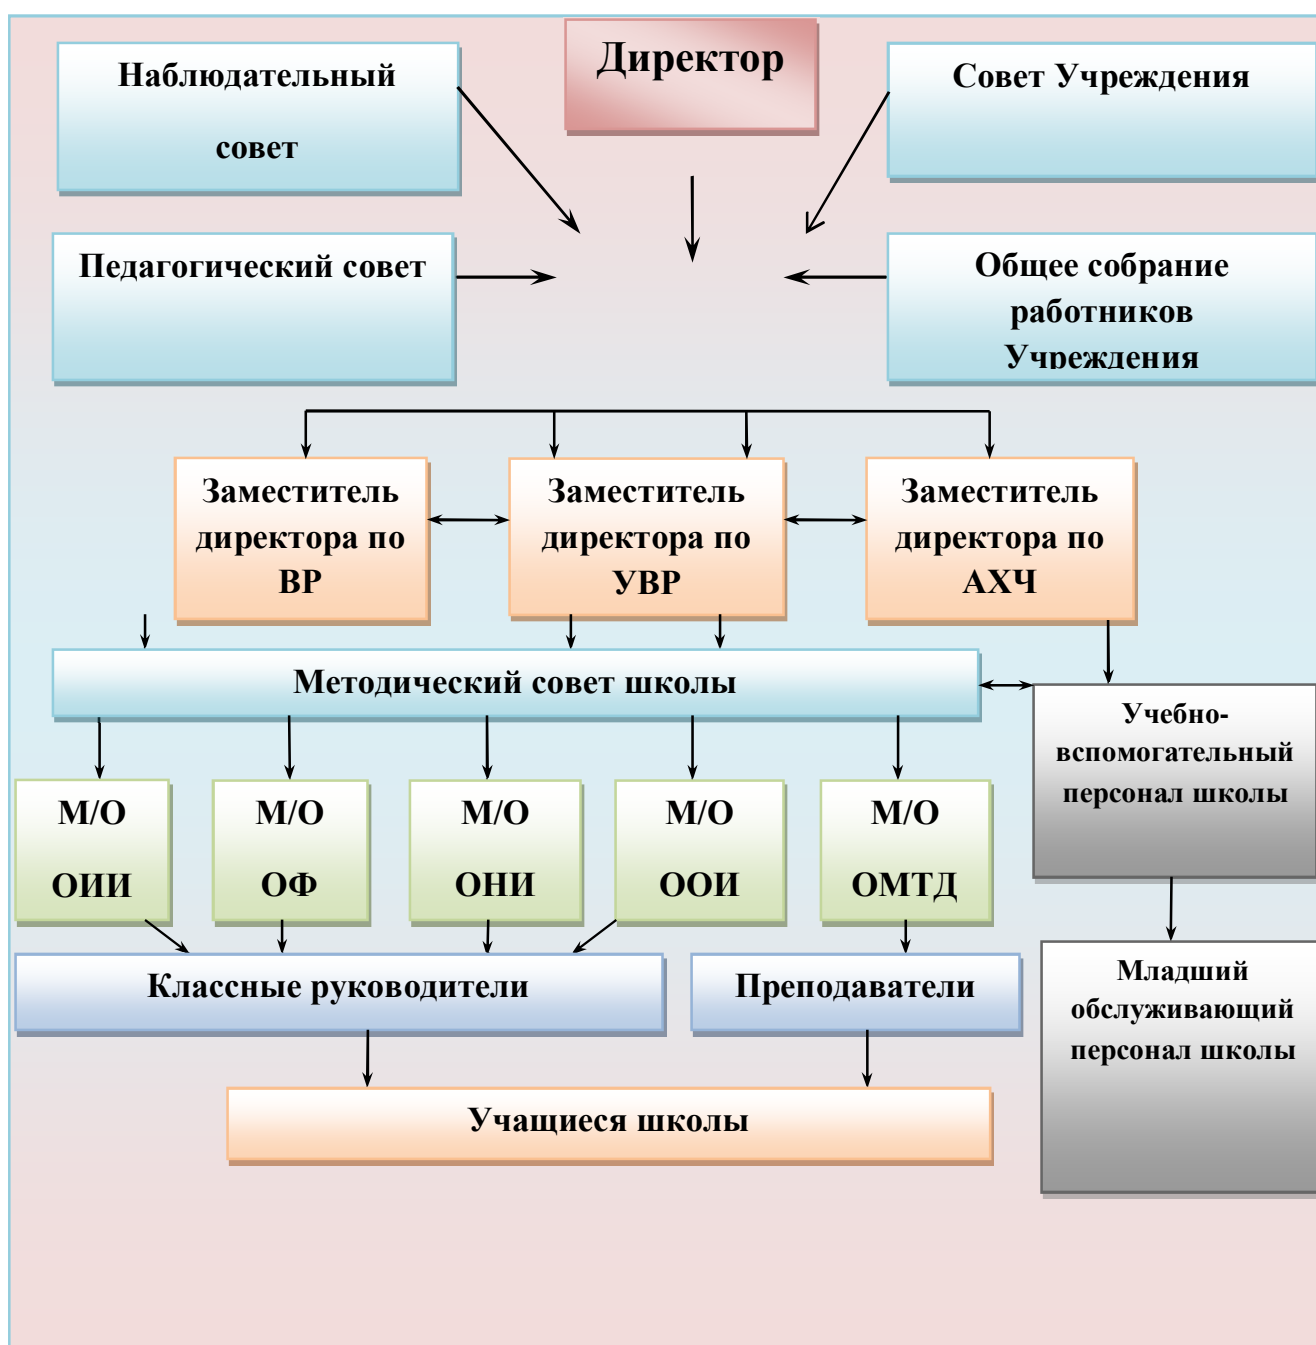 Директор
Наблюдательный
совет
Совет Учреждения
Педагогический совет
Общее собрание
работников
Учреждения
Заместитель
директора по
ВР
Заместитель
директора по
УВР
Заместитель
директора по
АХЧ
Методический совет школы
Учебно-
вспомогательный
персонал школы
М/О
ОИИ
М/О
ОФ
М/О
ОНИ
М/О
ООИ
М/О
ОМТД
Классные руководители
Преподаватели
Младший
обслуживающий
персонал школы
Учащиеся школы